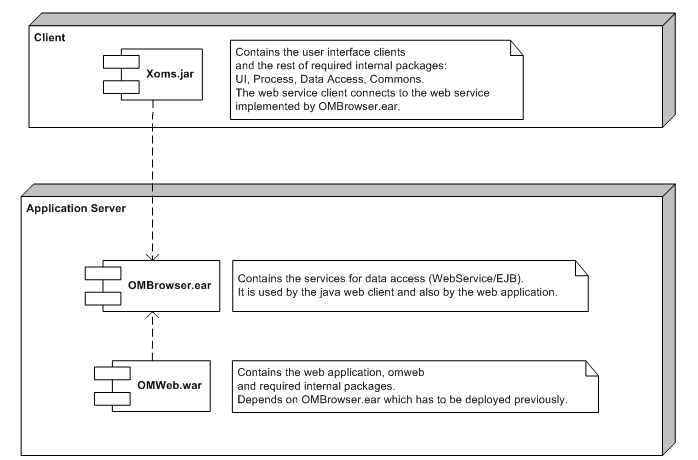 Client
Xoms.jar
Contains the user interface clients
and the rest of required internal packages:
UI, Process, Data Access, Commons.
The web service client connects to the web service
implemented by OMBrowser.ear.
Application Server
OMBrowser.ear
Contains the services for data access (WebService/EJB).
It is used by the java web client and also by the web application.
OMWeb.war
Contains the web application, omweb
and required internal packages.
Depends on OMBrowser.ear which has to be deployed previously.